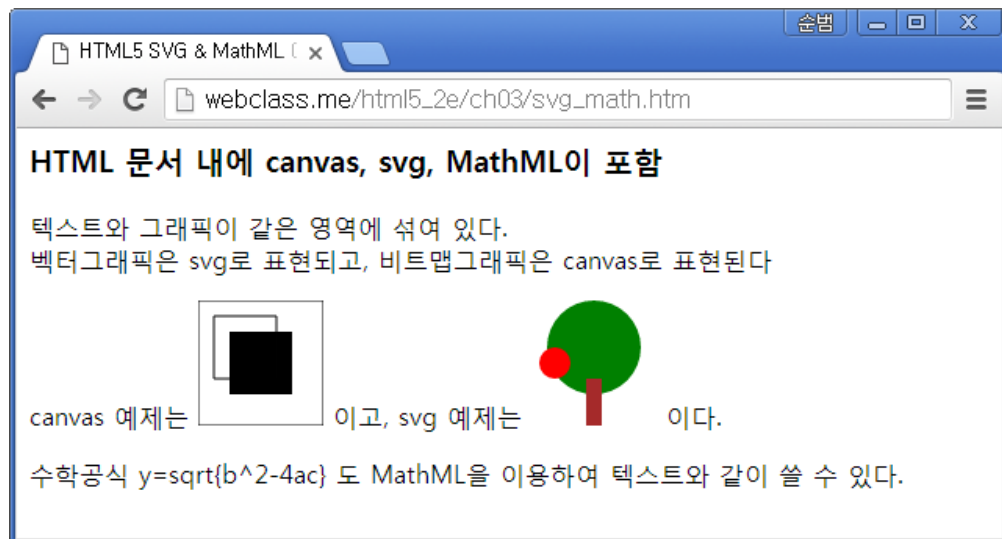 순범
HTML5 SVG & MathML
webclass.me/html5_2e/ch03/svg_math.htm
HTML 문서 내에 canvas, svg, MathML이 포함
텍스트와 그래픽이 같은 영역에 섞여 있다.
벡터그래픽은 svg로 표현되고, 비트맵그래픽은 canvas로 표현된다
canvas 예제는 이고, svg 예제는 이다.
수학공식 y=sqrt{b^2-4ac} 도 MathML을 이용하여 텍스트와 같이 쓸 수 있다.